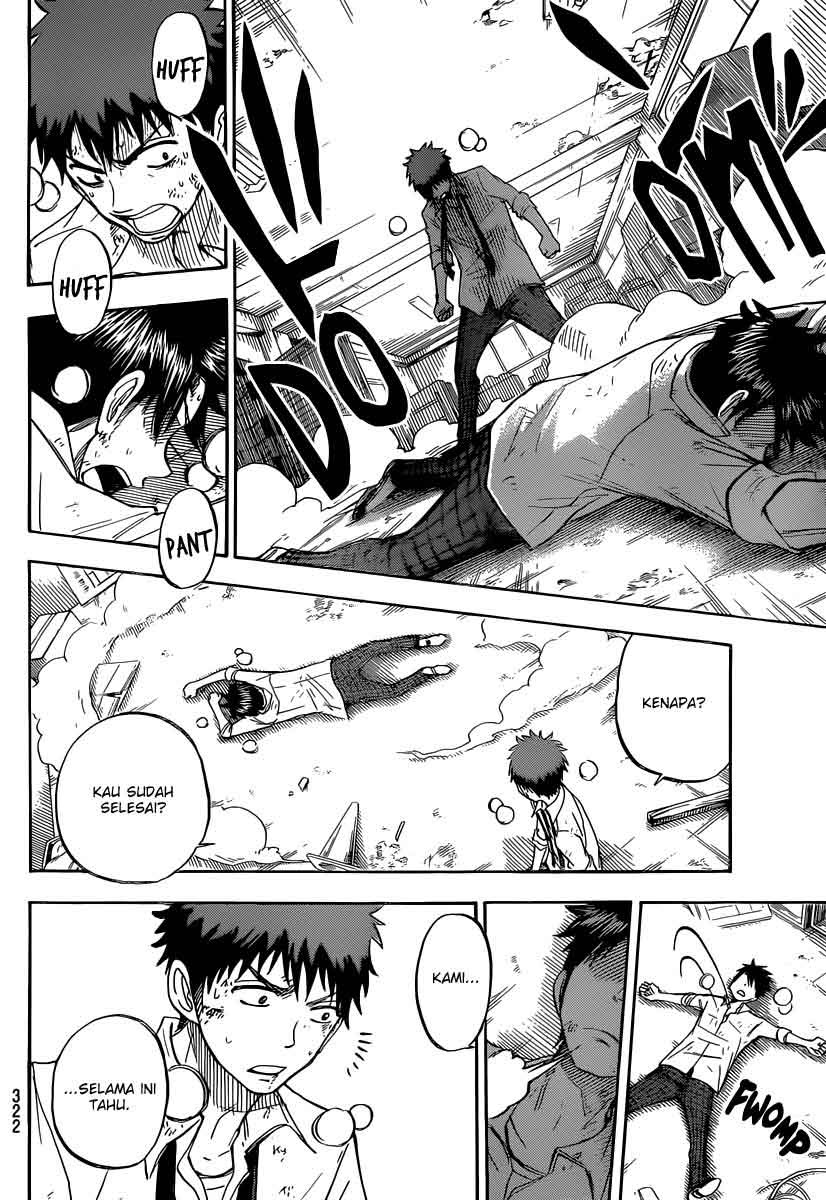 DO
OM
HUFF
HUFF
PANT
KENAPA?
KAU SUDAH
SELESAI?
FWOMP
KAMI...
...SELAMA INI
TAHU.
322